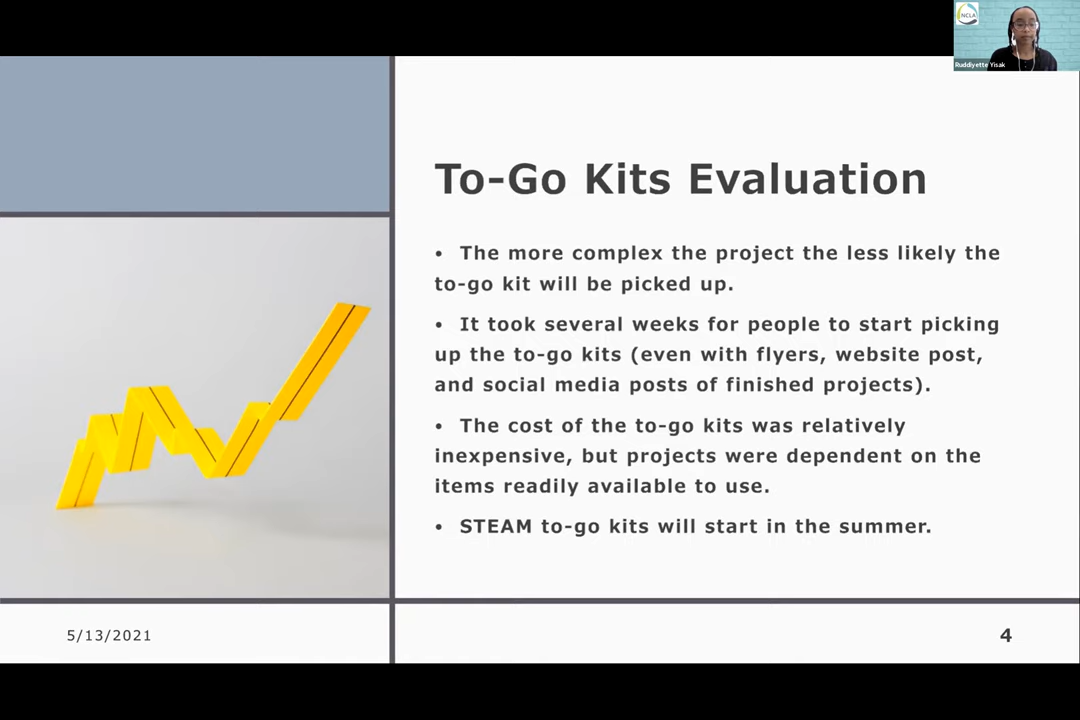 NCLA
Ruddiyette Yisak
To-Go Kits Evaluation
• The more complex the project the less likely the
to-go kit will be picked up.
• It took several weeks for people to start picking
up the to-go kits (even with flyers, website post,
and social media posts of finished projects).
• The cost of the to-go kits was relatively
inexpensive, but projects were dependent on the
items readily available to use.
• STEAM to-go kits will start in the summer.
5/13/2021
4